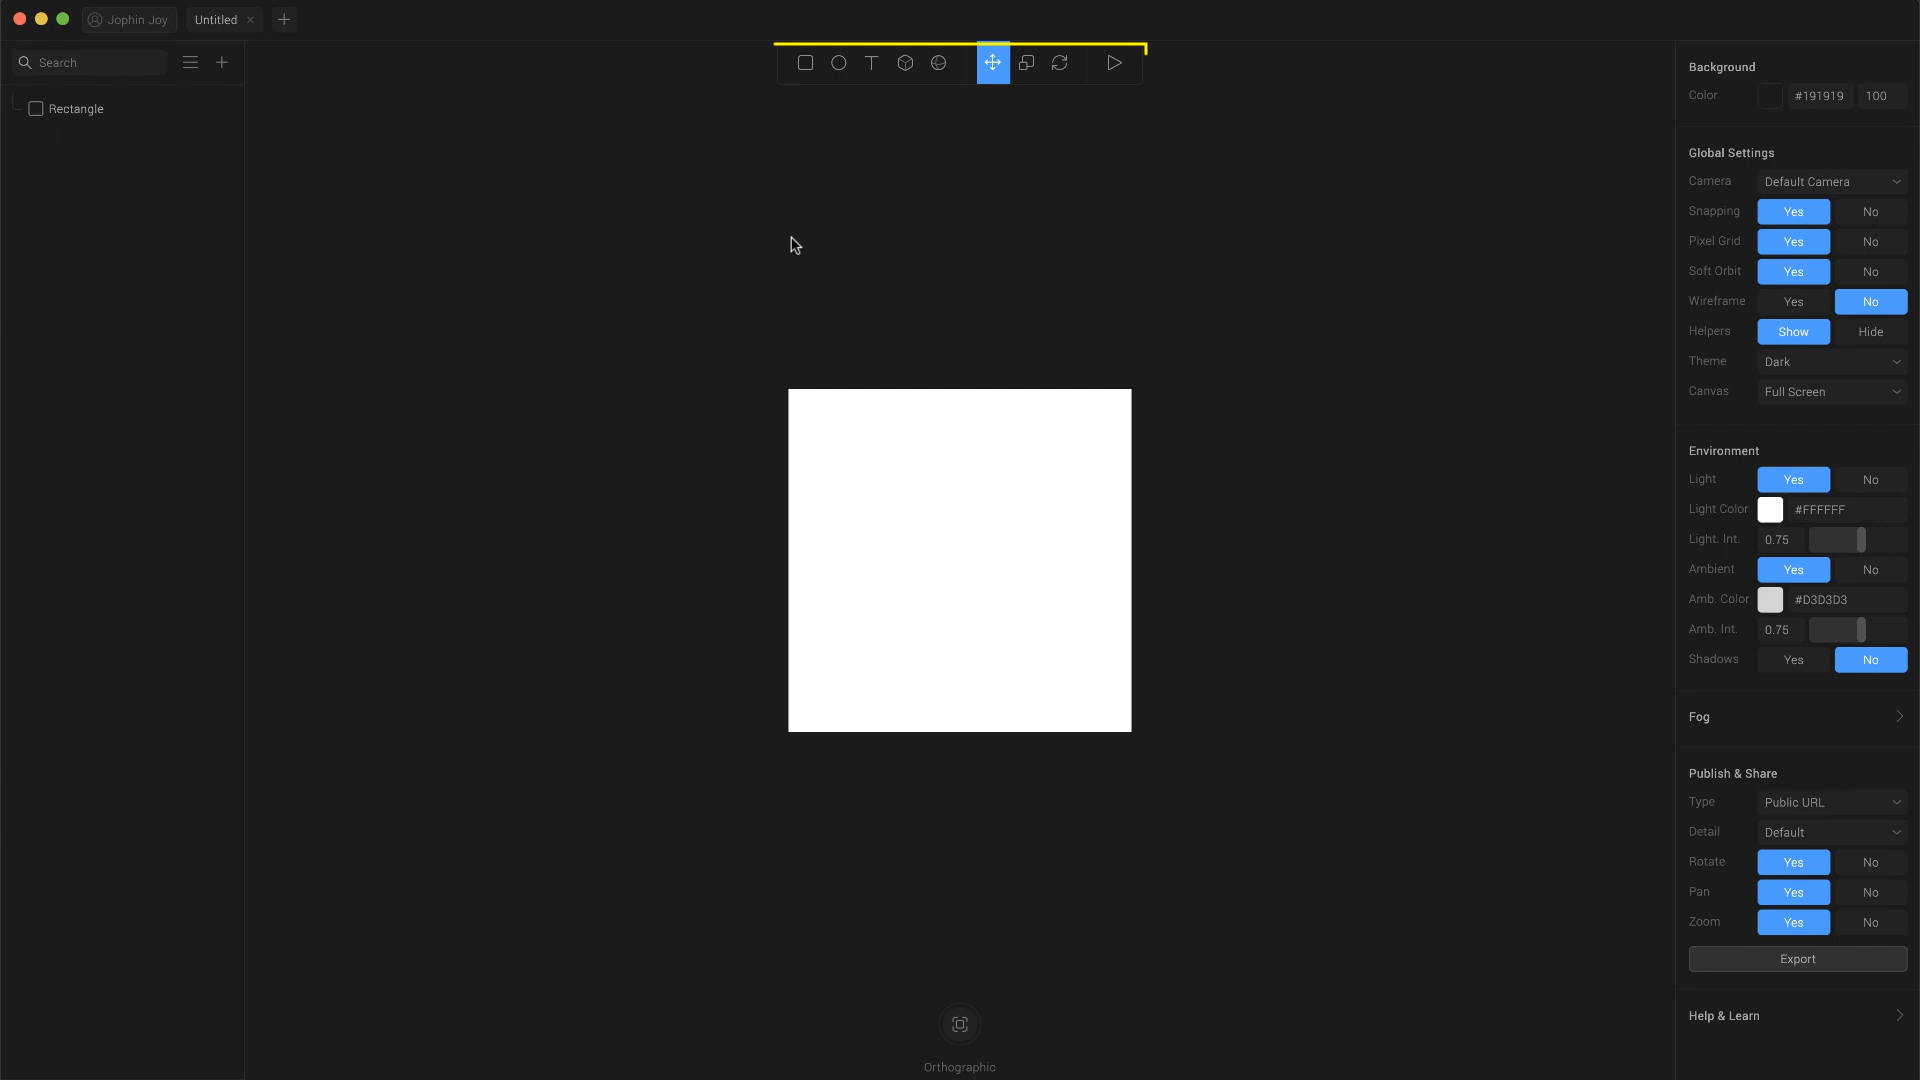 Jophin Joy
Untitled
Search
Rectangle
Background
Color #191919 100
Global Settings
Camera Default Camera
Snapping Yes No
Pixel Grid Yes No
Soft Orbit Yes No
Wireframe Yes No
Helpers Show Hide
Theme Dark
Canvas Full Screen
Environment
Light Yes No
Light Color #FFFFFF
Light. Int. 0.75
Ambient Yes No
Amb. Color #D3D3D3
Amb. Int. 0.75
Shadows Yes No
Fog
Publish & Share
Type Public URL
Detail Default
Rotate Yes No
Pan Yes No
Zoom Yes No
Export
Help & Learn
Orthographic